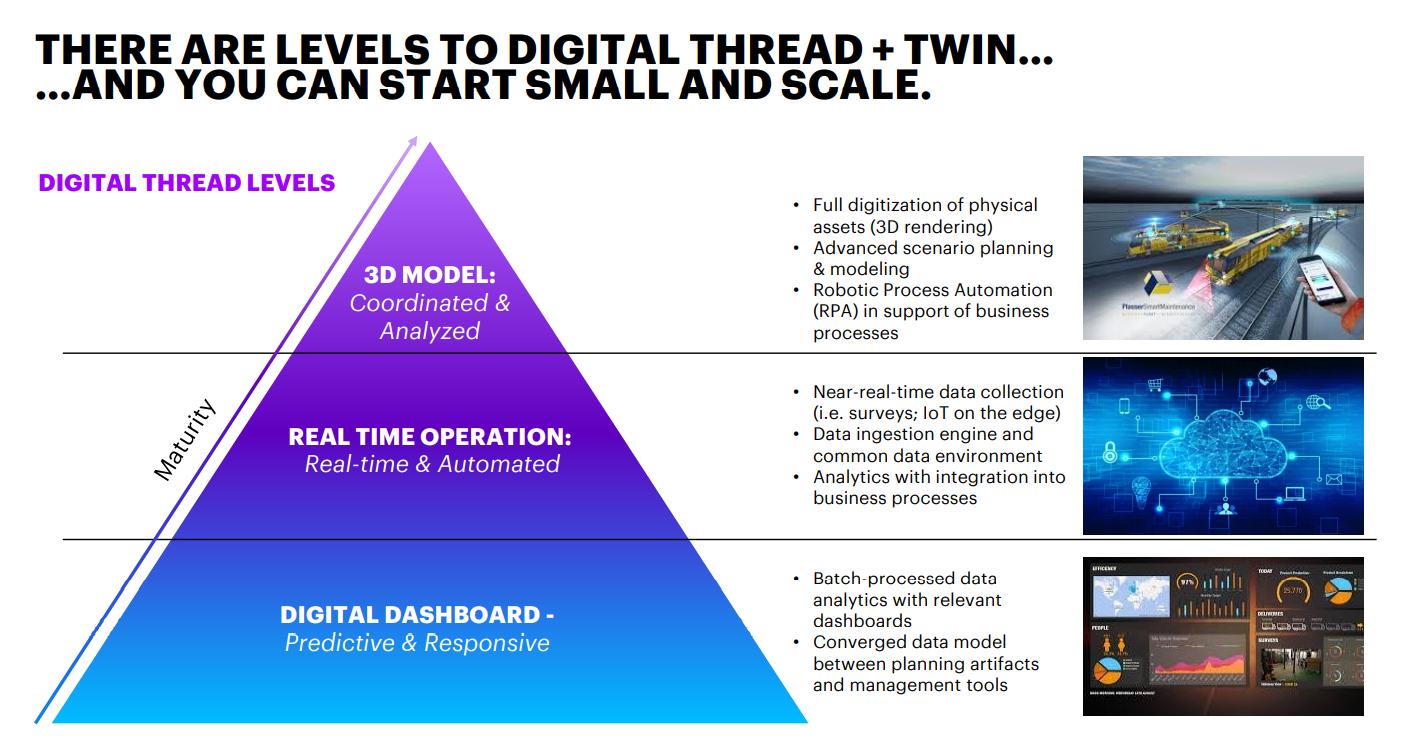 THERE ARE LEVELS TO DIGITAL THREAD + TWIN...
...AND YOU CAN START SMALL AND SCALE.
DIGITAL THREAD LEVELS
Maturity
3D MODEL:
Coordinated &
Analyzed
• Full digitization of physical
assets (3D rendering)
• Advanced scenario planning
& modeling
• Robotic Process Automation
(RPA) in support of business
processes
PlasserSmartMaintenance
REAL TIME OPERATION:
Real-time & Automated
• Near-real-time data collection
(i.e. surveys; IoT on the edge)
• Data ingestion engine and
common data environment
• Analytics with integration into
business processes
DIGITAL DASHBOARD -
Predictive & Responsive
• Batch-processed data
analytics with relevant
dashboards
• Converged data model
between planning artifacts
and management tools
EFFICIENCY
97%
TODAY
25,770
DELIVERIES
PEOPLE
SURVEYS